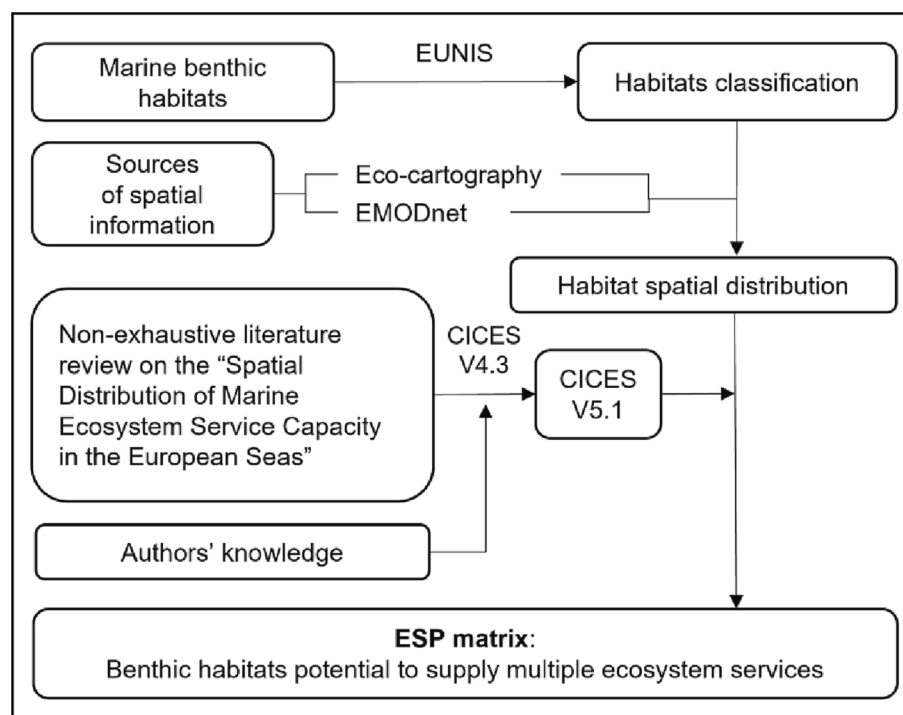 Marine benthic
habitats
EUNIS
Habitats classification
Sources
of spatial
information
Eco-cartography
EMODnet
Habitat spatial distribution
Non-exhaustive literature
review on the “Spatial
Distribution of Marine
Ecosystem Service Capacity
in the European Seas”
CICES
V4.3
CICES
V5.1
Authors’ knowledge
ESP matrix:
Benthic habitats potential to supply multiple ecosystem services